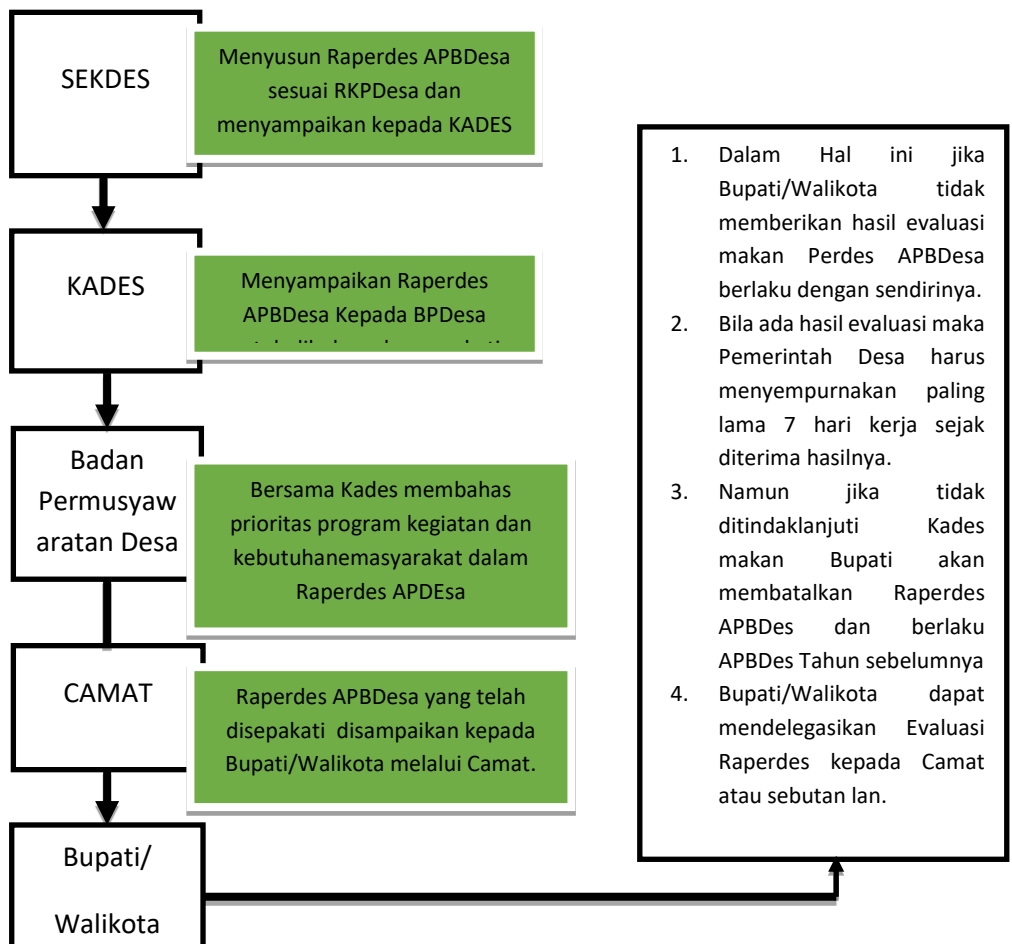 SEKDES
Menyusun Raperdes APBDesa
sesuai RKPDesa dan
menyampaikan kepada KADES
KADES
Menyampaikan Raperdes
APBDesa Kepada BPDesa
Badan
Permusyaw
aratan Desa
Bersama Kades membahas
prioritas program kegiatan dan
kebutuhanemasyarakat dalam
Raperdes APDEsa
CAMAT
Raperdes APBDesa yang telah
disepakati disampaikan kepada
Bupati/Walikota melalui Camat.
Bupati/
Walikota
1. Dalam Hal ini jika
Bupati/Walikota tidak
memberikan hasil evaluasi
makan Perdes APBDesa
berlaku dengan sendirinya.
2. Bila ada hasil evaluasi maka
Pemerintah Desa harus
menyempurnakan paling
lama 7 hari kerja sejak
diterima hasilnya.
3. Namun jika tidak
ditindaklanjuti Kades
makan Bupati akan
membatalkan Raperdes
APBDes dan berlaku
APBDes Tahun sebelumnya
4. Bupati/Walikota dapat
mendelegasikan Evaluasi
Raperdes kepada Camat
atau sebutan lan.